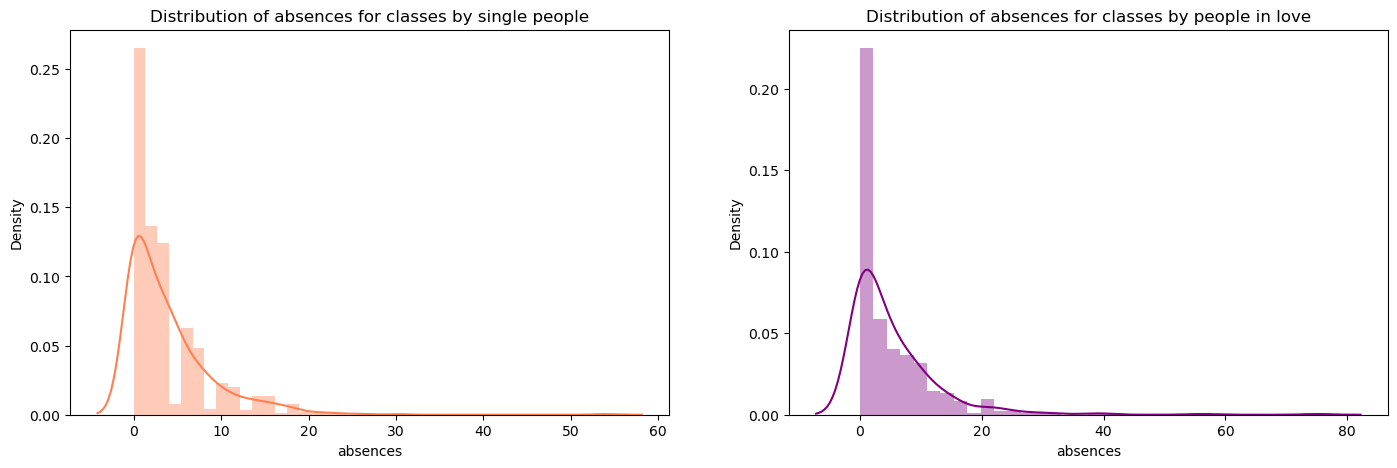 Distribution of absences for classes by single people
0.25
0.20
0.15
0.10
0.05
0.00
Density
0 10 20 30 40 50 60
absences
Distribution of absences for classes by people in love
0.20
0.15
0.10
0.05
0.00
Density
0 20 40 60 80
absences